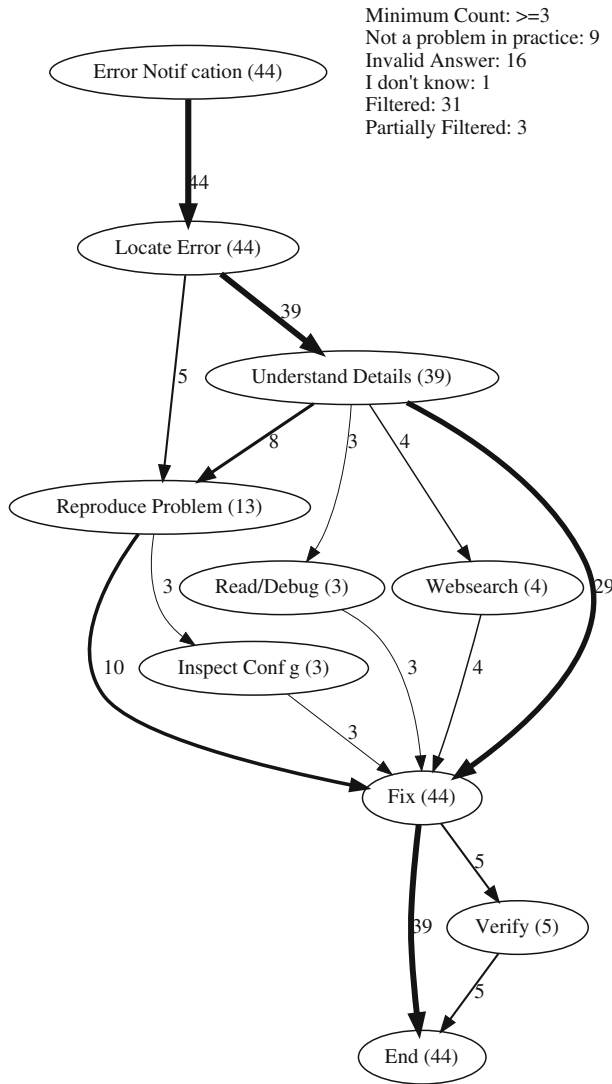 Minimum Count: >=3
Not a problem in practice: 9
Invalid Answer: 16
I don't know: 1
Filtered: 31
Partially Filtered: 3
Error Notif cation (44)
44
Locate Error (44)
39
5
Understand Details (39)
8
3
4
Reproduce Problem (13)
3
Read/Debug (3)
Websearch (4)
29
10
Inspect Conf g (3)
3
4
3
Fix (44)
5
39
Verify (5)
5
End (44)